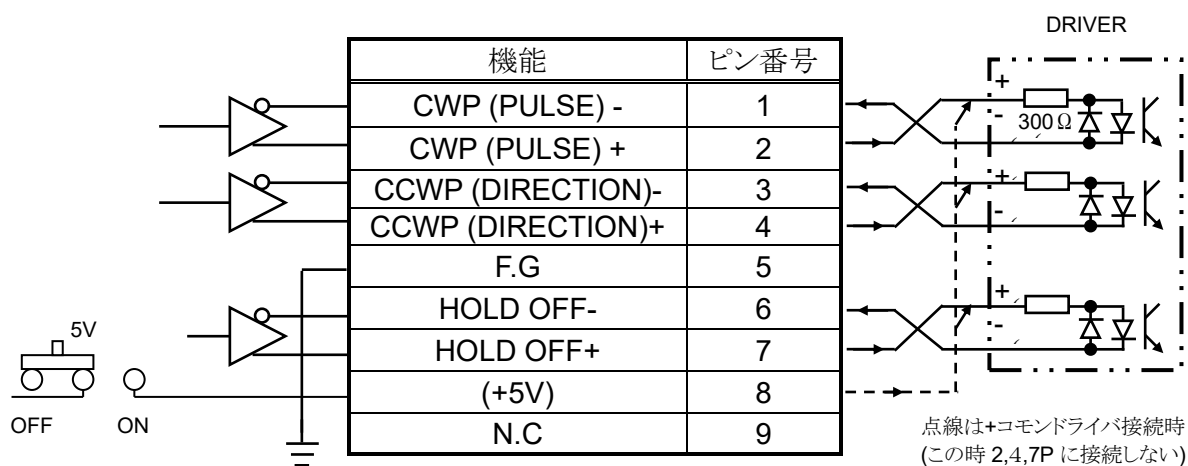 DRIVER
機能 ピン番号
CWP (PULSE) - 1
CWP (PULSE) + 2
CCWP (DIRECTION)- 3
CCWP (DIRECTION)+ 4
F.G 5
HOLD OFF- 6
HOLD OFF+ 7
(+5V) 8
N.C 9
5V
OFF ON
+
- 300Ω
+
-
+
-
点線は+コモンドライバ接続時
(この時 2,4,7P に接続しない)